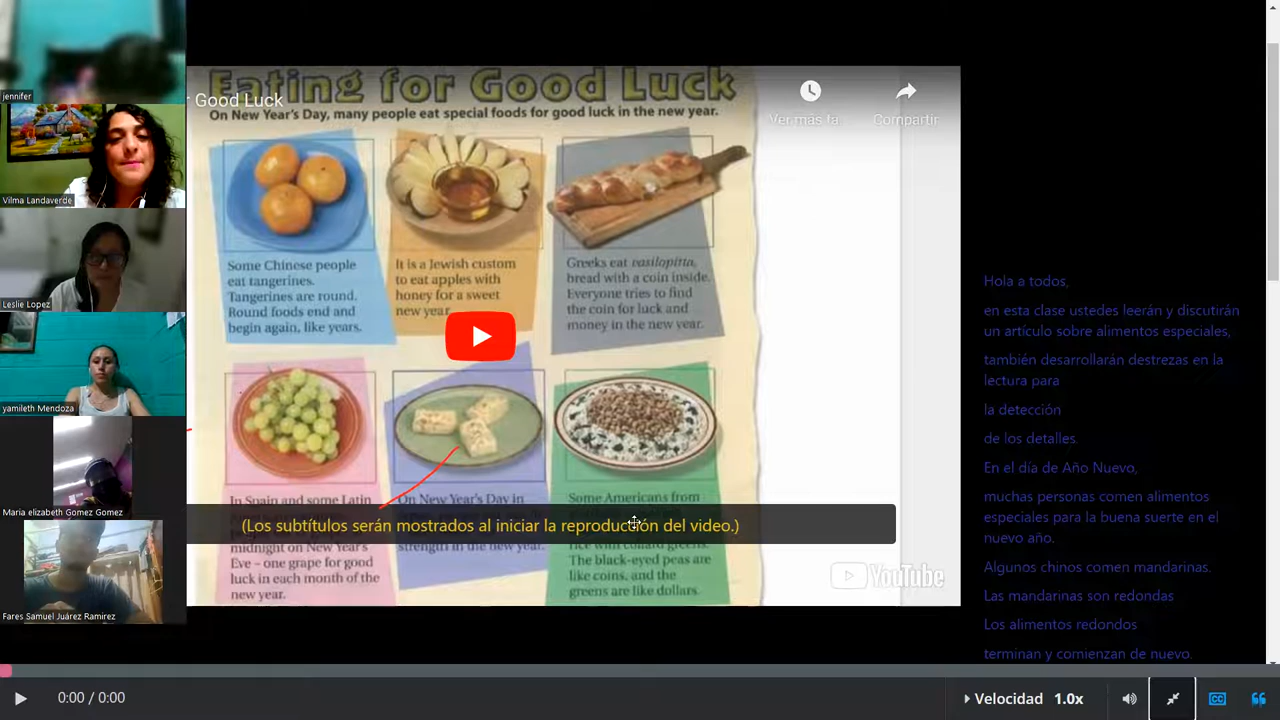 jennifer
Vilma Landaverde
Leslie Lopez
yamileth Mendoza
Maria elizabeth Gomez Gomez
Fares Samuel Juárez Ramirez
Eating for Good Luck
Good Luck
On New Year's Day, many people eat special foods for good luck in the new year.
Ver más ta...
Compartir
Some Chinese people
eat tangerines.
Tangerines are round.
Round foods end and
begin again, like years.
It is a Jewish custom
to eat apples with
honey for a sweet
new year.
Greeks eat vasilopitta,
bread with a coin inside.
Everyone tries to find
the coin for luck and
money in the new year.
In Spain and some Latin
midnight on New Year's
Eve – one grape for good
luck in each month of the
new year.
On New Year's Day in
strength in the new year.
Some Americans from
rice with collard greens.
The black-eyed peas are
like coins, and the
greens are like dollars.
(Los subtítulos serán mostrados al iniciar la reproducción del video.)
YouTube
Hola a todos,
en esta clase ustedes leerán y discutirán
un artículo sobre alimentos especiales,
también desarrollarán destrezas en la
lectura para
la detección
de los detalles.
En el día de Año Nuevo,
muchas personas comen alimentos
especiales para la buena suerte en el
nuevo año.
Algunos chinos comen mandarinas.
Las mandarinas son redondas
Los alimentos redondos
terminan y comienzan de nuevo.
0:00 / 0:00
Velocidad 1.0x
CC